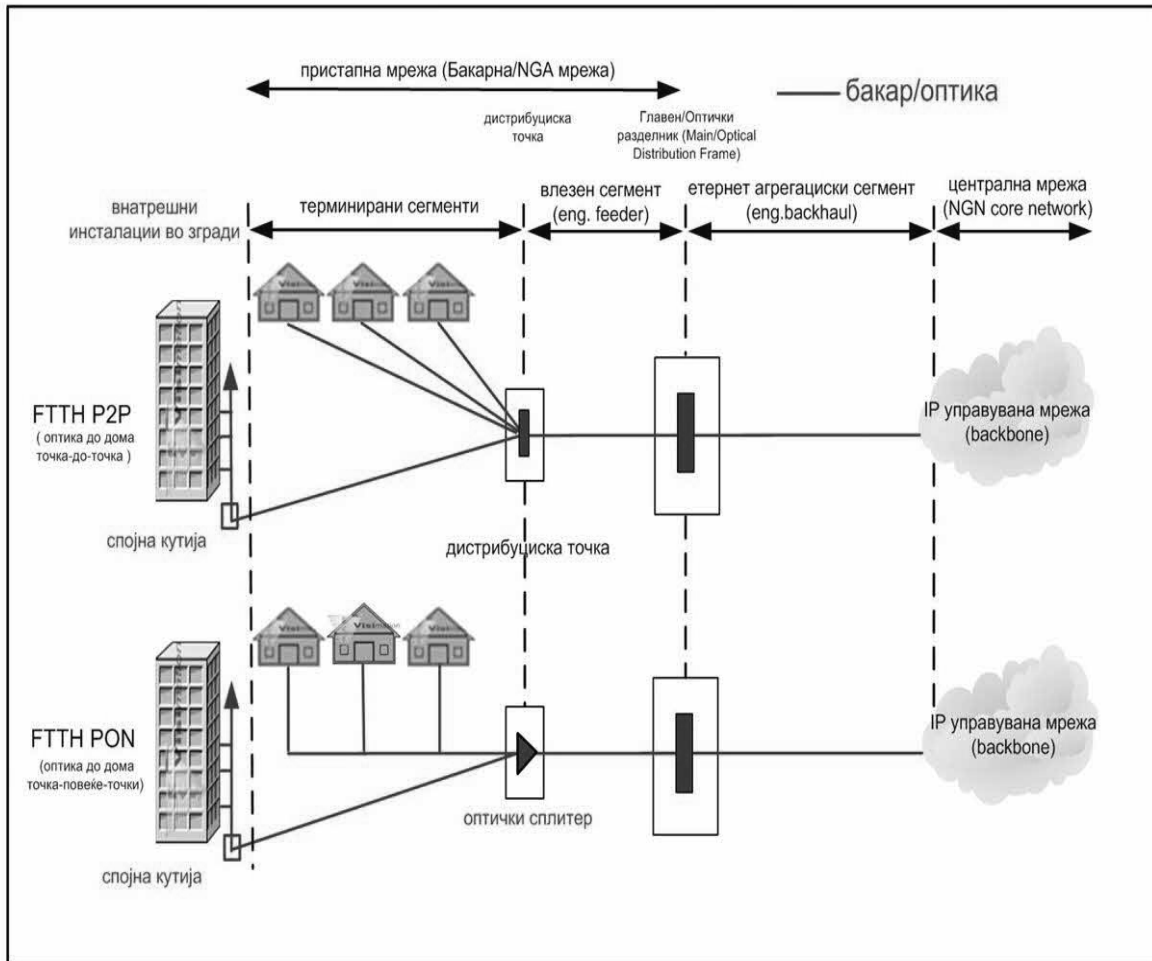 пристапна мрежа (Бакарна/NGA мрежа)
бакар/оптика
дистрибуциска
точка
Главен/Оптички
разделник (Main/Optical
Distribution Frame)
внатрешни
инсталации во згради
терминирани сегменти
влезен сегмент
(eng. feeder)
етернет агрегациски сегмент
(eng.backhaul)
централна мрежа
(NGN core network)
FTTH P2P
( оптика до дома
точка-до-точка )
IP управувана мрежа
(backbone)
спојна кутија
дистрибуциска точка
FTTH PON
(оптика до дома
точка-повеќе-точки)
IP управувана мрежа
(backbone)
оптички сплитер
спојна кутија